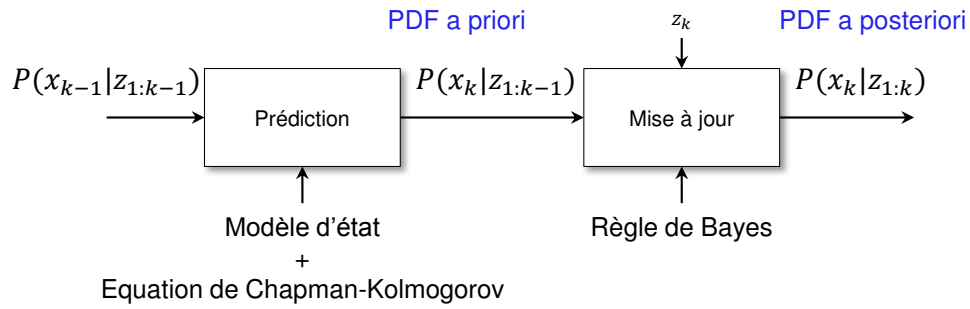 PDF a priori
z_k
PDF a posteriori
P(x_{k−1}|z_{1:k−1})
P(x_k|z_{1:k−1})
P(x_k|z_{1:k})
Prédiction
Mise à jour
Modèle d'état
+
Equation de Chapman-Kolmogorov
Règle de Bayes